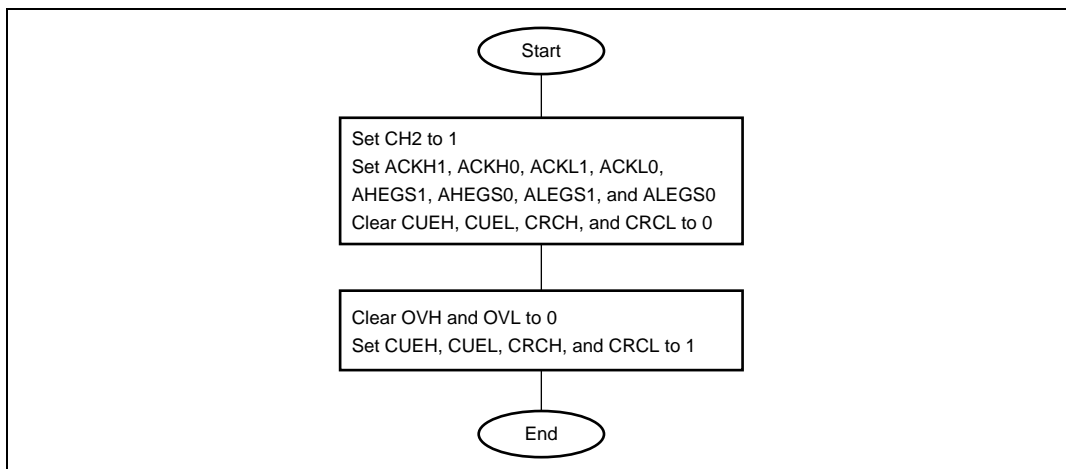 Start
Set CH2 to 1
Set ACKH1, ACKH0, ACKL1, ACKL0,
AHEGS1, AHEGS0, ALEGS1, and ALEGS0
Clear CUEH, CUEL, CRCH, and CRCL to 0
Clear OVH and OVL to 0
Set CUEH, CUEL, CRCH, and CRCL to 1
End